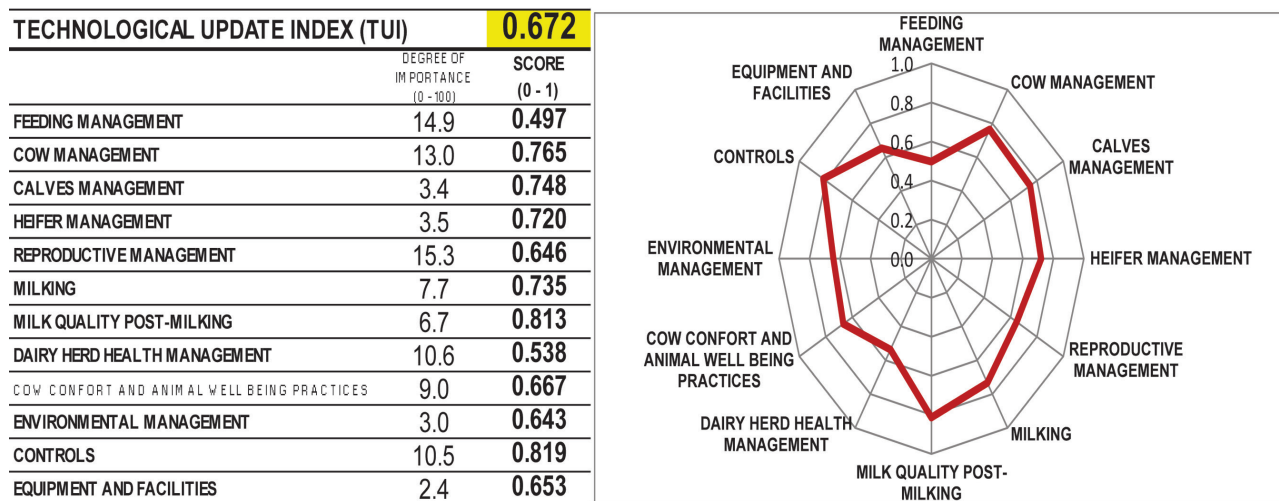 TECHNOLOGICAL UPDATE INDEX (TUI) 0.672
DEGREE OF
IMPORTANCE
(0 - 100)
SCORE
(0 - 1)
FEEDING MANAGEMENT 14.9 0.497
COW MANAGEMENT 13.0 0.765
CALVES MANAGEMENT 3.4 0.748
HEIFER MANAGEMENT 3.5 0.720
REPRODUCTIVE MANAGEMENT 15.3 0.646
MILKING 7.7 0.735
MILK QUALITY POST-MILKING 6.7 0.813
DAIRY HERD HEALTH MANAGEMENT 10.6 0.538
COW CONFORT AND ANIMAL WELL BEING PRACTICES 9.0 0.667
ENVIRONMENTAL MANAGEMENT 3.0 0.643
CONTROLS 10.5 0.819
EQUIPMENT AND FACILITIES 2.4 0.653
FEEDING
MANAGEMENT
COW MANAGEMENT
CALVES
MANAGEMENT
HEIFER MANAGEMENT
REPRODUCTIVE
MANAGEMENT
MILKING
MILK QUALITY POST-
MILKING
DAIRY HERD HEALTH
MANAGEMENT
COW CONFORT AND
ANIMAL WELL BEING
PRACTICES
ENVIRONMENTAL
MANAGEMENT
CONTROLS
EQUIPMENT AND
FACILITIES
1.0
0.8
0.6
0.4
0.2
0.0